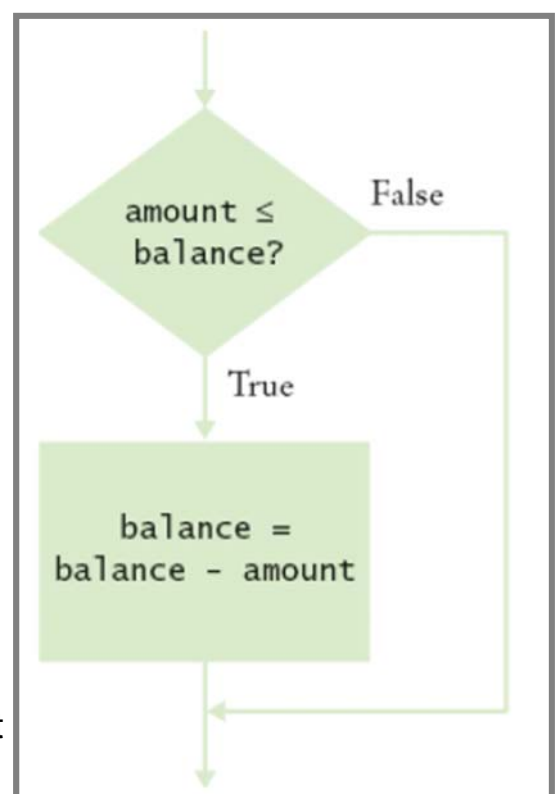 amount ≤
balance?
False
True
balance =
balance - amount